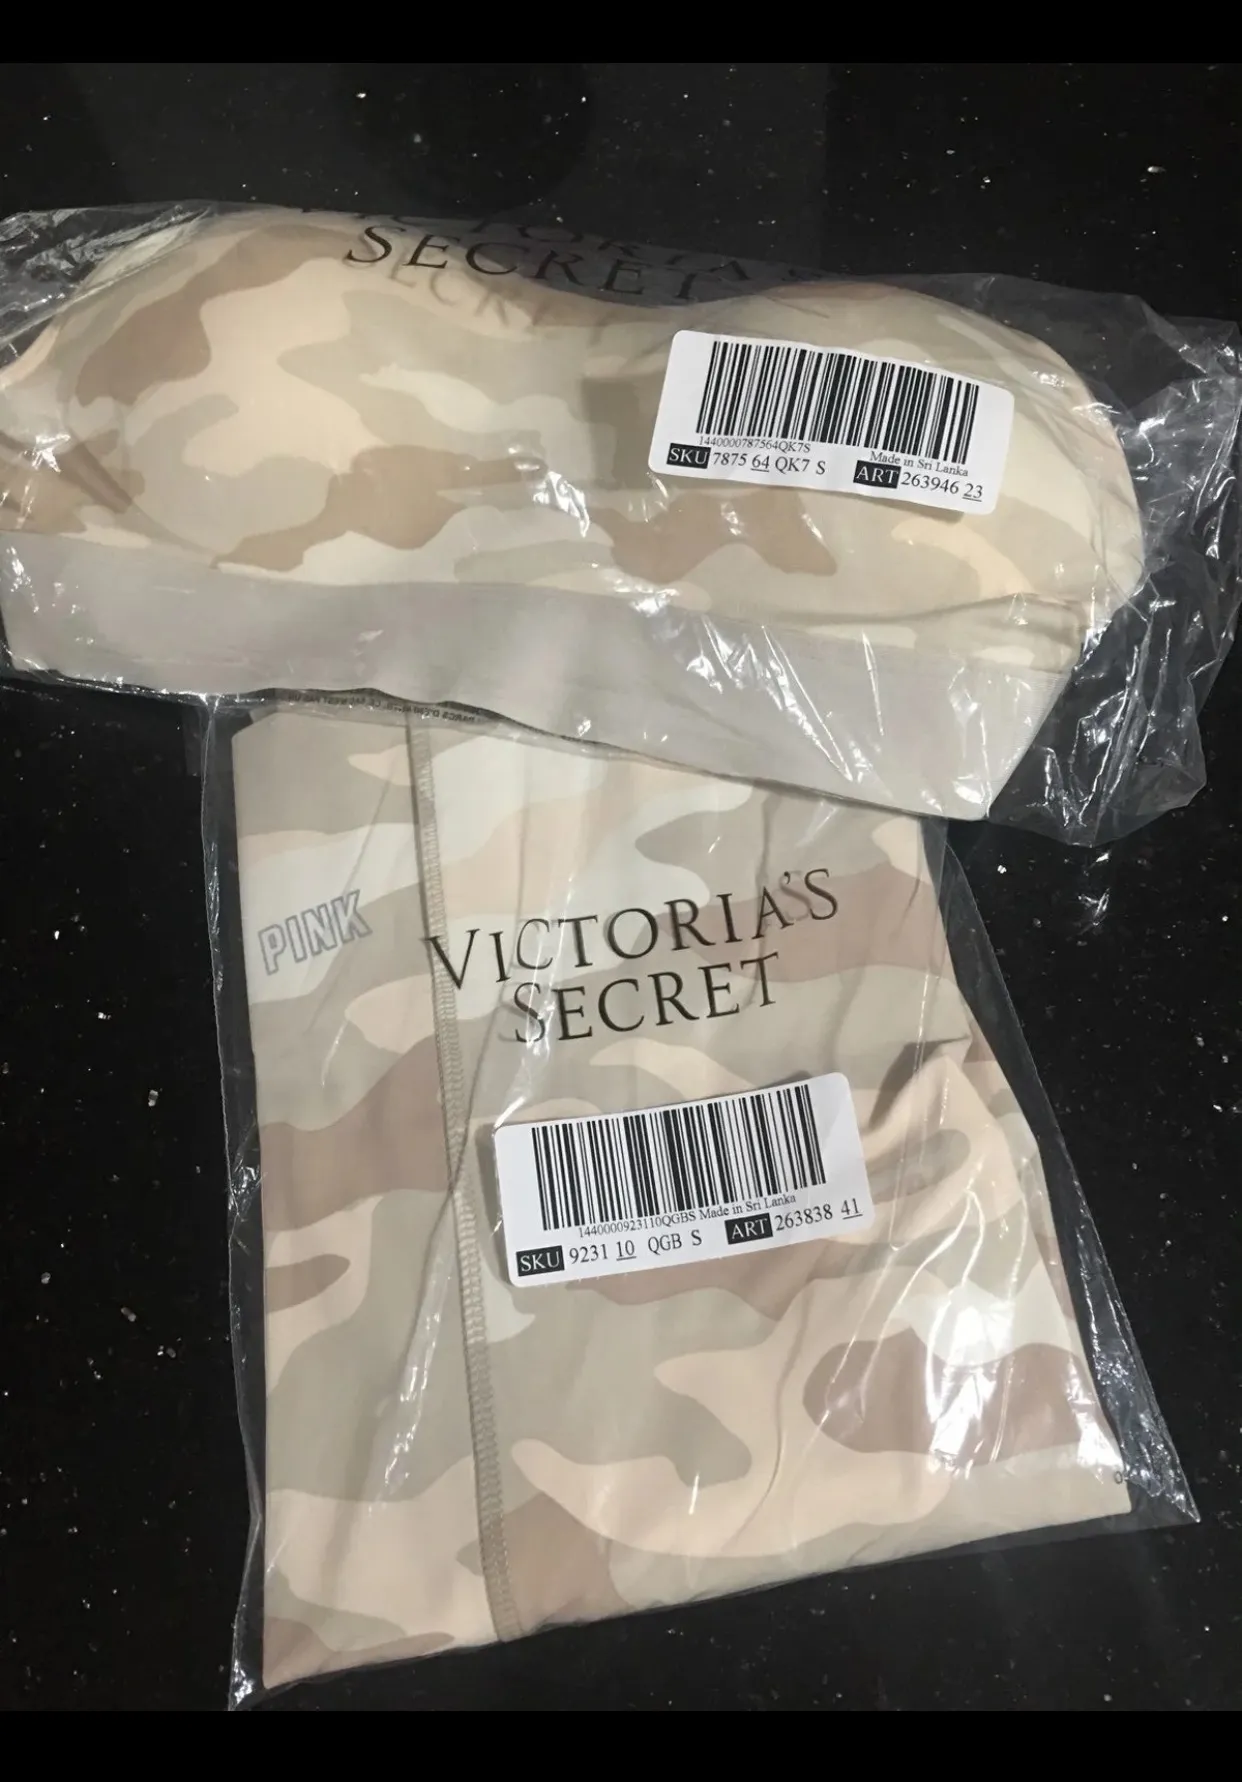 VICTORIA'S
SECRET
1440000787564QK7S
Made in Sri Lanka
SKU 7875 64 QK7 S ART 263946 23
PINK
VICTORIA'S
SECRET
1440000923110QGBS Made in Sri Lanka
SKU 9231 10 QGB S ART 263838 41